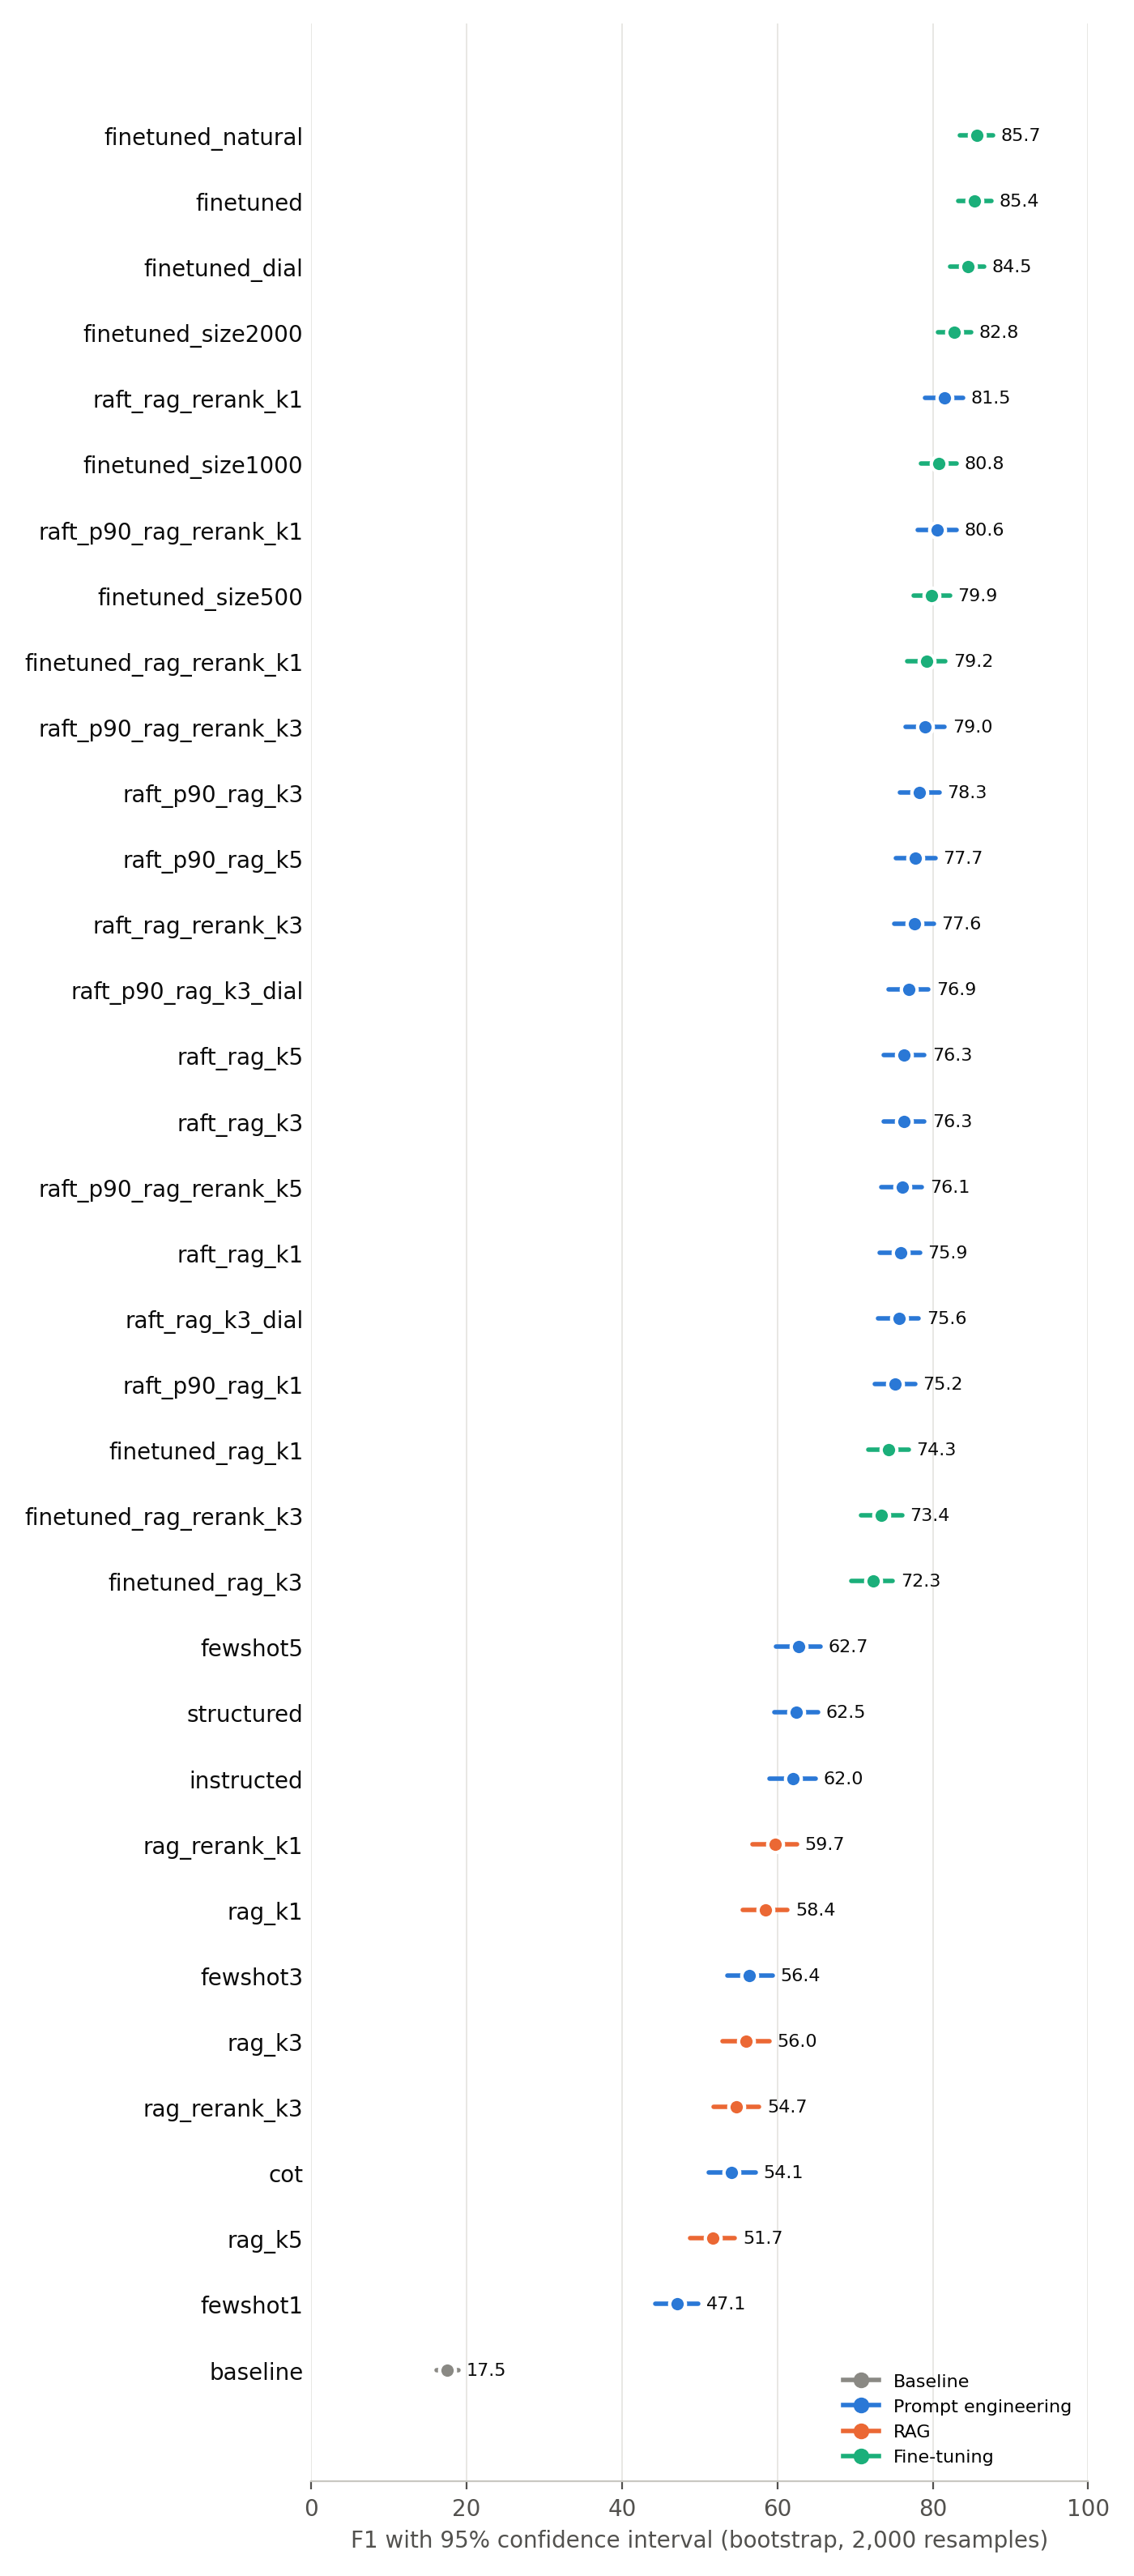 finetuned_natural 85.7
finetuned 85.4
finetuned_dial 84.5
finetuned_size2000 82.8
raft_rag_rerank_k1 81.5
finetuned_size1000 80.8
raft_p90_rag_rerank_k1 80.6
finetuned_size500 79.9
finetuned_rag_rerank_k1 79.2
raft_p90_rag_rerank_k3 79.0
raft_p90_rag_k3 78.3
raft_p90_rag_k5 77.7
raft_rag_rerank_k3 77.6
raft_p90_rag_k3_dial 76.9
raft_rag_k5 76.3
raft_rag_k3 76.3
raft_p90_rag_rerank_k5 76.1
raft_rag_k1 75.9
raft_rag_k3_dial 75.6
raft_p90_rag_k1 75.2
finetuned_rag_k1 74.3
finetuned_rag_rerank_k3 73.4
finetuned_rag_k3 72.3
fewshot5 62.7
structured 62.5
instructed 62.0
rag_rerank_k1 59.7
rag_k1 58.4
fewshot3 56.4
rag_k3 56.0
rag_rerank_k3 54.7
cot 54.1
rag_k5 51.7
fewshot1 47.1
baseline 17.5
Baseline
Prompt engineering
RAG
Fine-tuning
0 20 40 60 80 100
F1 with 95% confidence interval (bootstrap, 2,000 resamples)